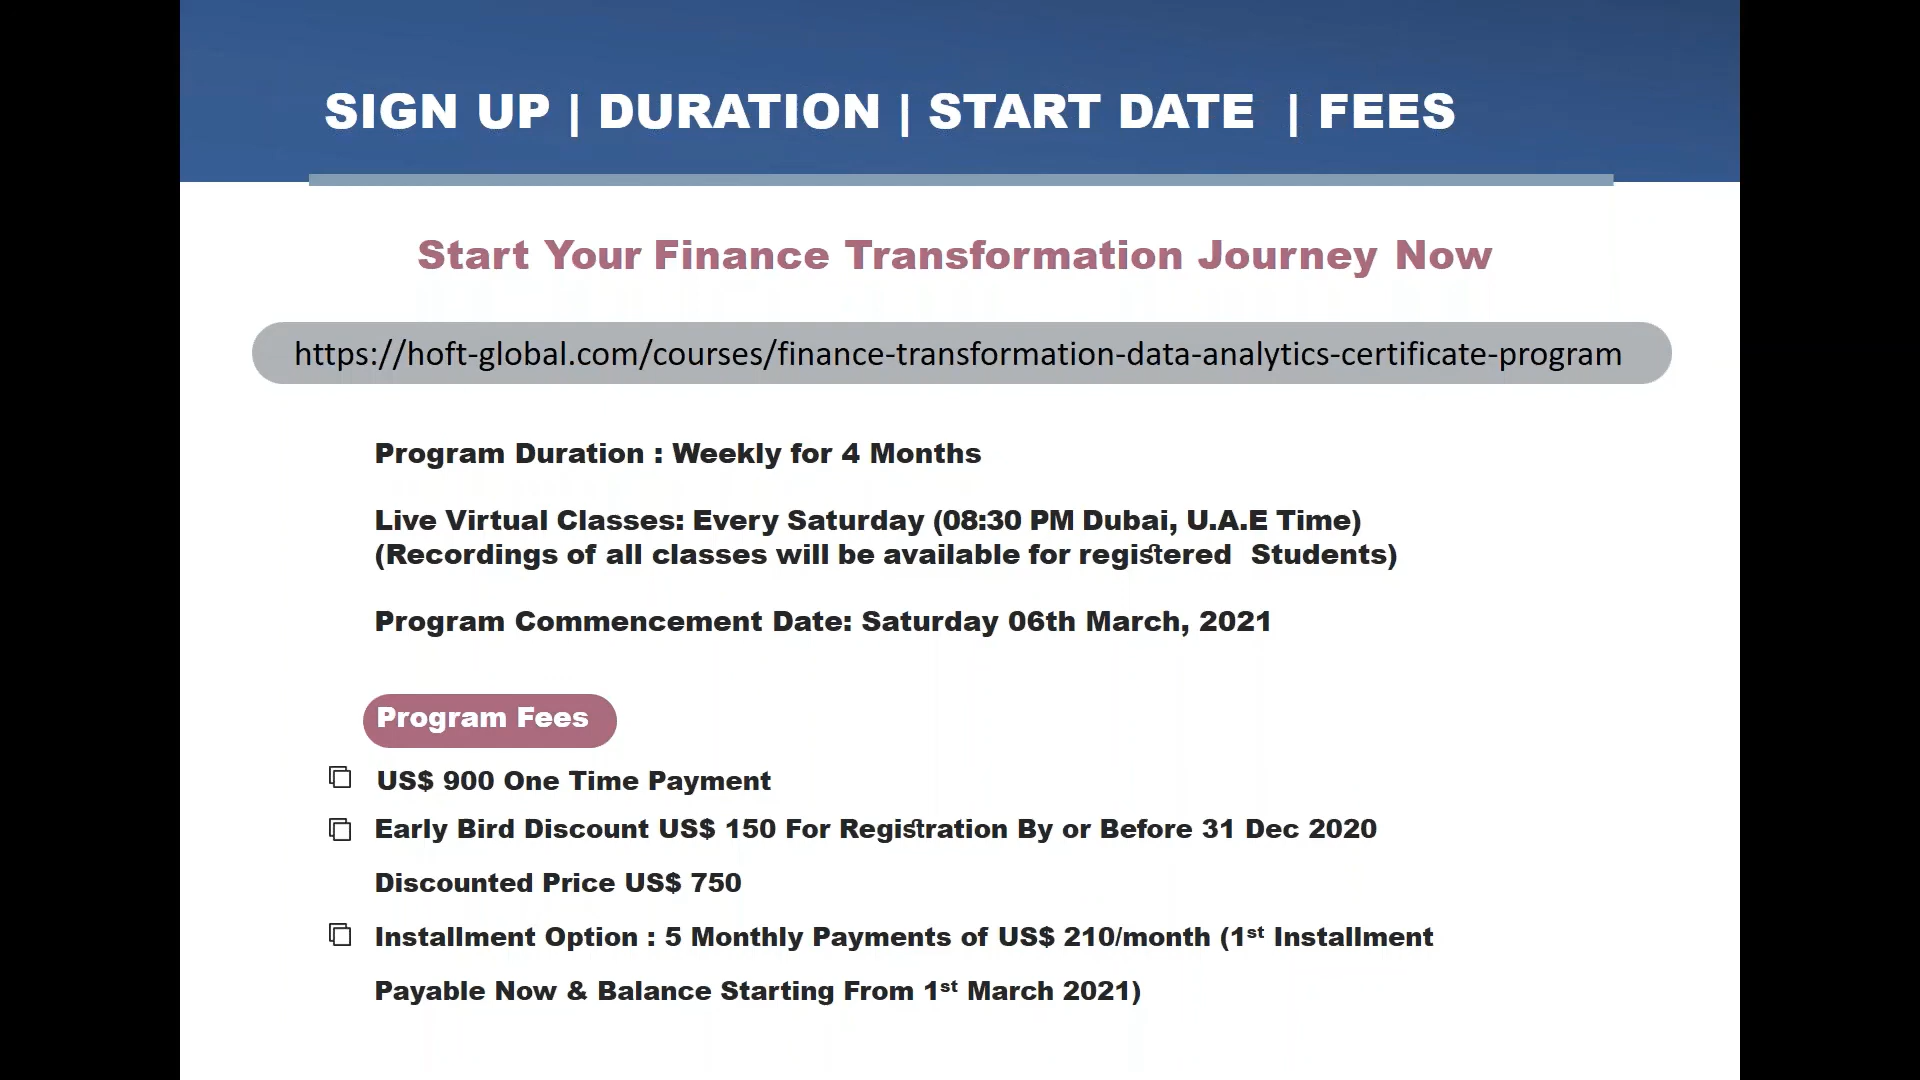 SIGN UP | DURATION | START DATE | FEES
Start Your Finance Transformation Journey Now
https://hoft-global.com/courses/finance-transformation-data-analytics-certificate-program
Program Duration : Weekly for 4 Months
Live Virtual Classes: Every Saturday (08:30 PM Dubai, U.A.E Time)
(Recordings of all classes will be available for registered Students)
Program Commencement Date: Saturday 06th March, 2021
Program Fees
US$ 900 One Time Payment
Early Bird Discount US$ 150 For Registration By or Before 31 Dec 2020
Discounted Price US$ 750
Installment Option : 5 Monthly Payments of US$ 210/month (1st Installment
Payable Now & Balance Starting From 1st March 2021)